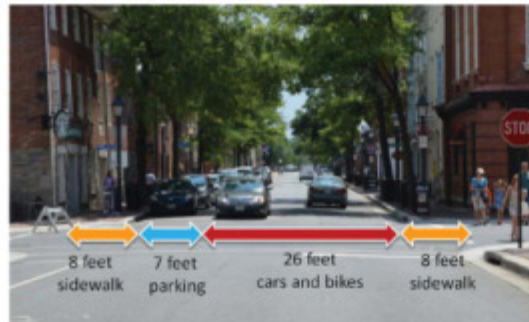 STOP
8 feet
sidewalk
7 feet
parking
26 feet
cars and bikes
8 feet
sidewalk